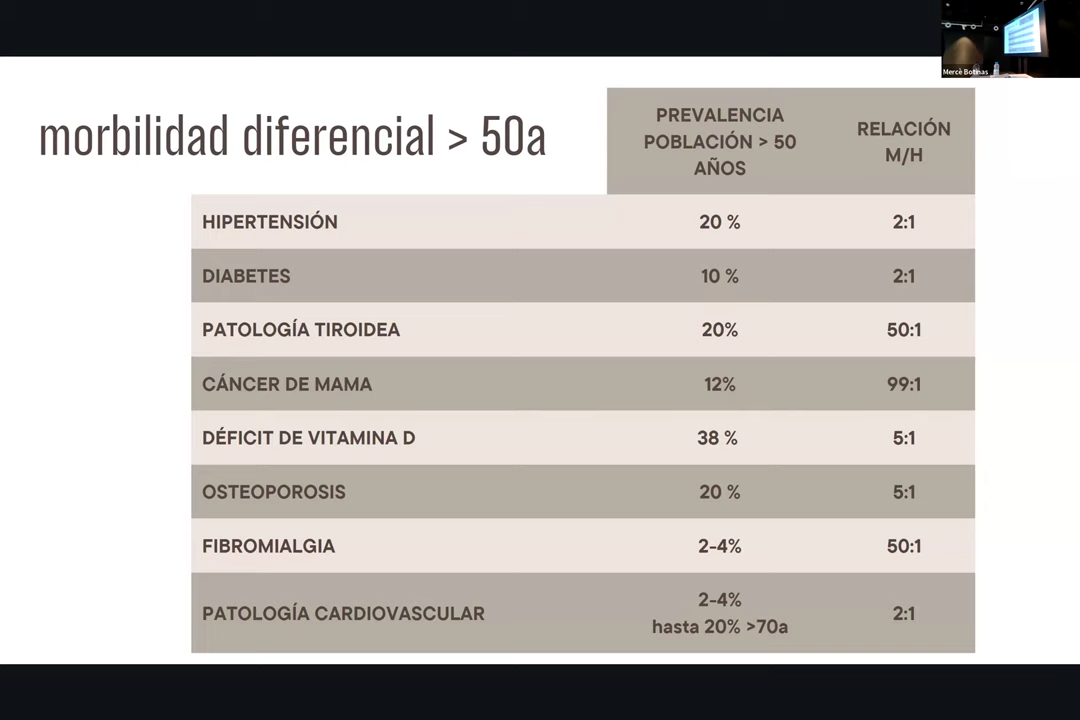 Mercè Botinas
morbilidad diferencial > 50a
PREVALENCIA
POBLACIÓN > 50
AÑOS
RELACIÓN
M/H
HIPERTENSIÓN 20 % 2:1
DIABETES 10 % 2:1
PATOLOGÍA TIROIDEA 20% 50:1
CÁNCER DE MAMA 12% 99:1
DÉFICIT DE VITAMINA D 38 % 5:1
OSTEOPOROSIS 20 % 5:1
FIBROMIALGIA 2-4% 50:1
PATOLOGÍA CARDIOVASCULAR 2-4% 2:1
hasta 20% >70a